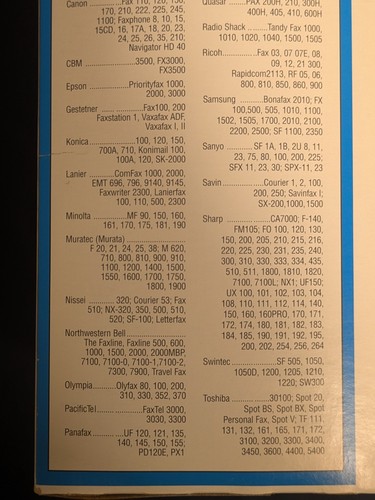 Canon
170, 210, 222, 225, 245,
1100; Faxphone 8, 10, 15,
15CD, 16, 17A, 18, 20, 23,
24, 25, 26, 35, 210;
Navigator HD 40
CBM ..................3500, FX3000,
FX3500
Epson ..............Priorityfax 1000,
2000, 3000
Gestetner ..... ..........Fax100, 200
Faxstation 1, Vaxafax ADF,
Vaxafax I, II
Konica...................100, 120, 150,
700A, 710, Konimail 100,
100A, 120, SK-2000
Lanier ..........ComFax 1000, 2000,
EMT 696, 796, 9140, 9145,
Faxwriter 2300, Lanierfax
100, 110, 500, 2300
Minolta ............MF 90, 150, 160,
161, 170, 175, 181, 190
Muratec (Murata) ....................
F 20, 21, 24, 25, 38; M 620,
710, 800, 810, 900, 910,
1100, 1200, 1400, 1500,
1550, 1600, 1700, 1750,
1800, 1900
Nissei ...........320; Courier 53; Fax
510; NX-320, 350, 500, 510,
520; SF-100; Letterfax
Northwestern Bell....................
The Faxline, Faxline 500, 600,
1000, 1500, 2000, 2000MBP,
7100, 7100-0, 7100-1,7100-2,
7300, 7900, Travel Fax
Olympia..........Olyfax 80, 100, 200,
310, 330, 352, 370
PacificTel.................FaxTel 3000,
3030, 3300
Panafax............UF 120, 121, 135,
140, 145, 150, 155;
PD120E, PX1
Quasar .........PAX 200H, 210, 300H,
400H, 405, 410, 600H
Radio Shack .........Tandy Fax 1000,
1010, 1020, 1040, 1500, 1505
Ricoh................Fax 03, 07 07E, 08,
09, 12, 21 300,
Rapidcom2113, RF 05, 06,
800, 810, 850, 860, 900
Samsung .........Bonafax 2010; FX
100,500, 505, 1010, 1100,
1502, 1505, 1700, 2010, 2100,
2200, 2500; SF 1100, 2350
Sanyo .............SF 1A, 1B, 2U 8, 11,
23, 75, 80, 100, 200, 225;
SFX 11, 23, 30; SPX-11, 23
Savin...................Courier 1, 2, 100,
200, 250; Savinfax I;
SX-200,1000,1500
Sharp ....................CA7000; F-140,
FM105; FO 100, 120, 130,
150, 200, 205, 210, 215, 216,
220, 225, 230, 231, 235, 240,
300, 310, 330, 333, 334, 435,
510, 511, 1800, 1810, 1820,
7100, 7100L; NX1; UF150;
UX 100, 101, 102, 103, 104,
108, 110, 111, 112, 114, 140,
150, 160, 160PRO, 170, 171,
172, 174, 180, 181, 182, 183,
184, 185, 190, 191, 192, 195,
200, 202, 254, 256, 264
Swintec..................SF 505, 1050,
1050D, 1200, 1205, 1210,
1220; SW300
Toshiba ...............30100; Spot 20,
Spot BS, Spot BX, Spot
Personal Fax, Spot V; TF 111,
131, 132, 161, 165, 171, 172,
3100, 3200, 3300, 3400,
3450, 3600, 4400, 5400